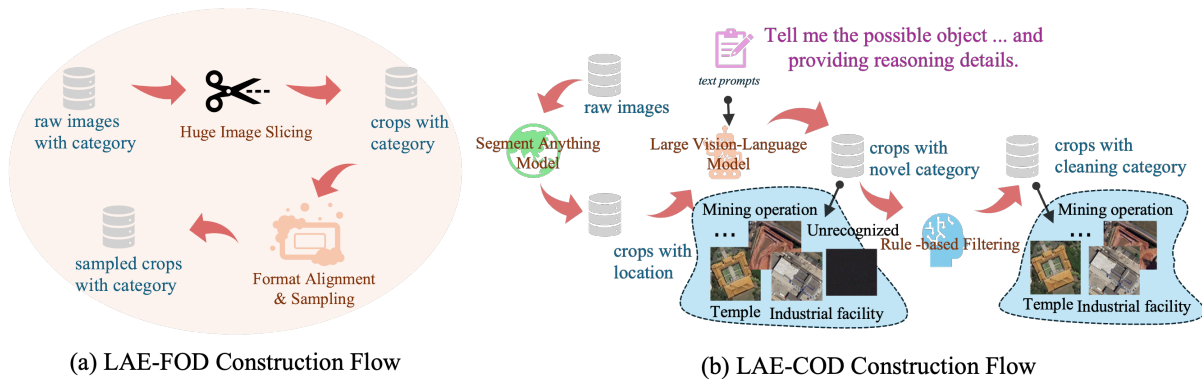 raw images
with category
Huge Image Slicing
crops with
category
Format Alignment
& Sampling
sampled crops
with category
(a) LAE-FOD Construction Flow
Tell me the possible object ... and
providing reasoning details.
text prompts
raw images
Segment Anything
Model
Large Vision-Language
Model
crops with
location
crops with
novel category
Mining operation
...
Unrecognized
Temple
Industrial facility
Rule -based Filtering
crops with
cleaning category
Mining operation
...
Temple
Industrial facility
(b) LAE-COD Construction Flow